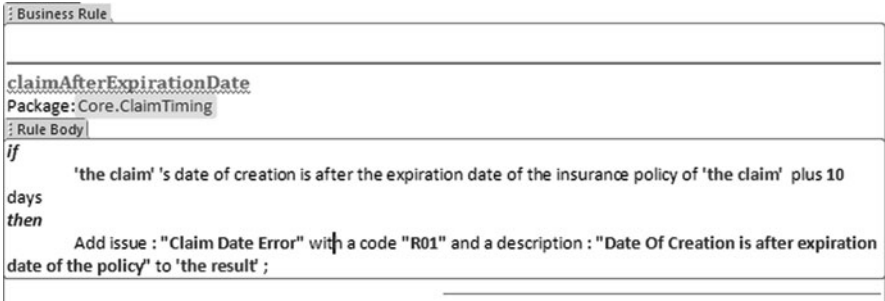 Business Rule
claimAfterExpirationDate
Package: Core.ClaimTiming
Rule Body
if
'the claim' 's date of creation is after the expiration date of the insurance policy of 'the claim' plus 10
days
then
Add issue : "Claim Date Error" with a code "R01" and a description : "Date Of Creation is after expiration
date of the policy" to 'the result' ;